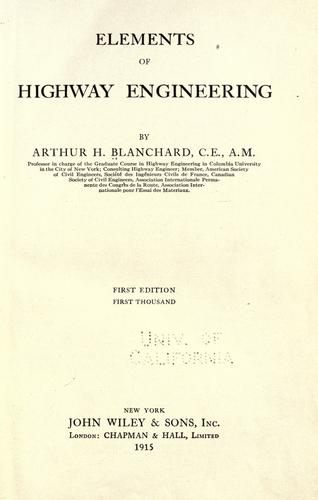 ELEMENTS
OF
HIGHWAY ENGINEERING
BY
ARTHUR H. BLANCHARD, C.E., A.M.
Professor in charge of the Graduate Course in Highway Engineering in Columbia University
in the City of New York; Consulting Highway Engineer; Member, American Society
of Civil Engineers, Société des Ingénieurs Civils de France, Canadian
Society of Civil Engineers, Association Internationale Perma-
nente des Congrès de la Route, Association Inter-
nationale pour l'Essai des Materiaux.
FIRST EDITION
FIRST THOUSAND
UNIV. OF
CALIFORNIA
NEW YORK
JOHN WILEY & SONS, Inc.
London: CHAPMAN & HALL, Limited
1915